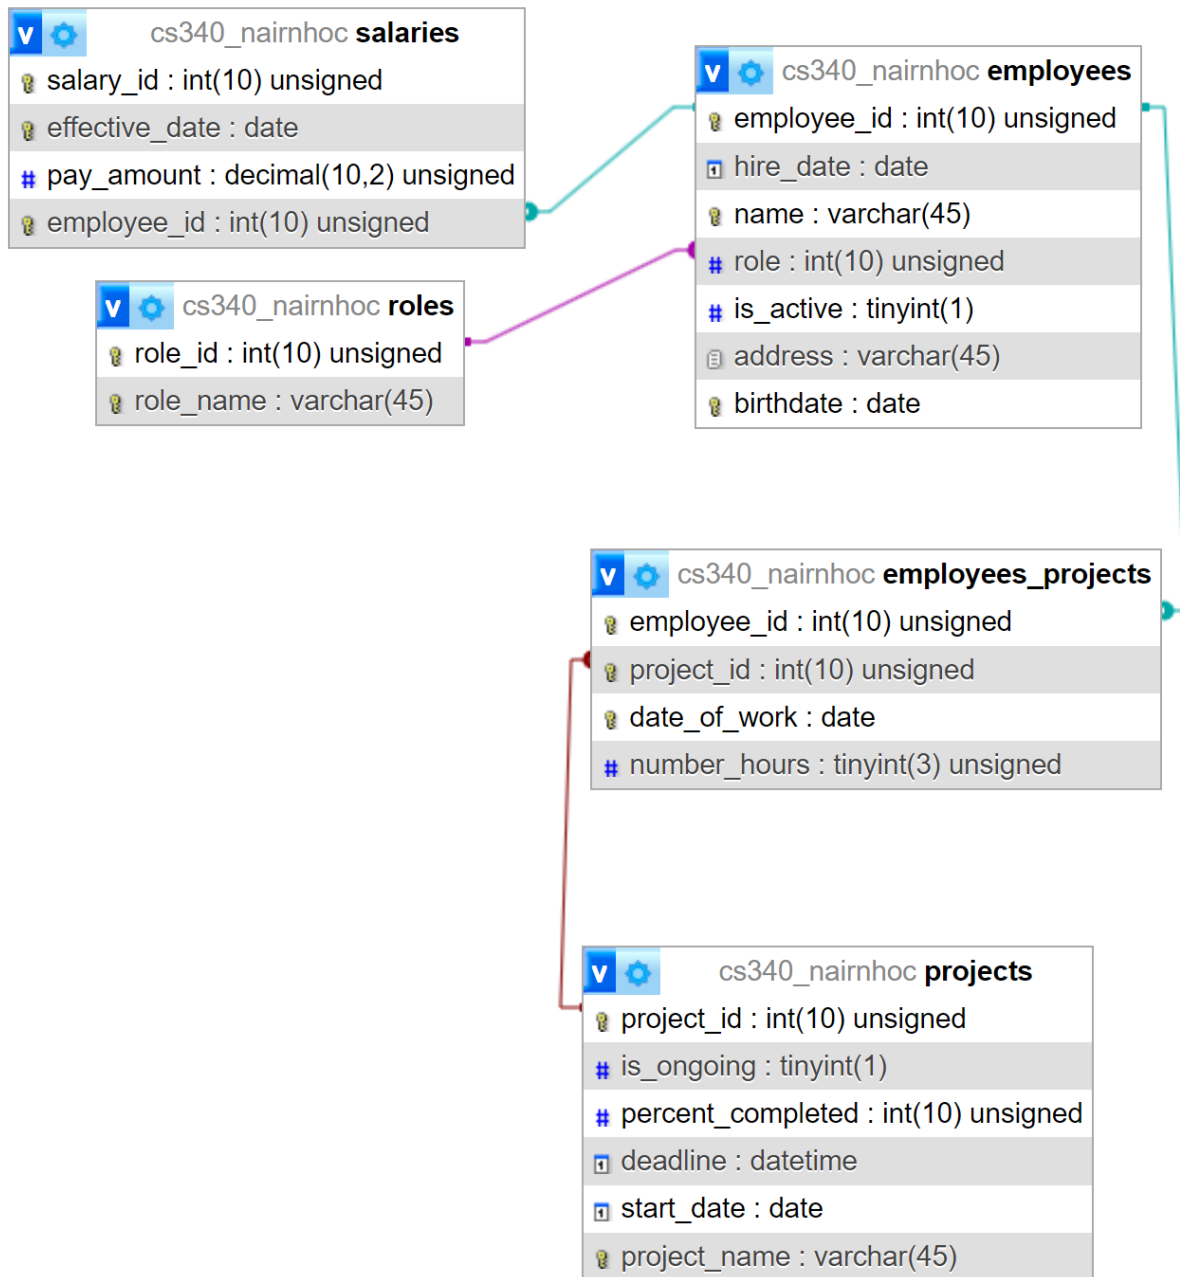 v cs340_nairnhoc salaries
salary_id : int(10) unsigned
effective_date : date
# pay_amount : decimal(10,2) unsigned
employee_id : int(10) unsigned
v cs340_nairnhoc employees
employee_id : int(10) unsigned
hire_date : date
name : varchar(45)
# role : int(10) unsigned
# is_active : tinyint(1)
address : varchar(45)
birthdate : date
v cs340_nairnhoc roles
role_id : int(10) unsigned
role_name : varchar(45)
v cs340_nairnhoc employees_projects
employee_id : int(10) unsigned
project_id : int(10) unsigned
date_of_work : date
# number_hours : tinyint(3) unsigned
v cs340_nairnhoc projects
project_id : int(10) unsigned
# is_ongoing : tinyint(1)
# percent_completed : int(10) unsigned
deadline : datetime
start_date : date
project_name : varchar(45)